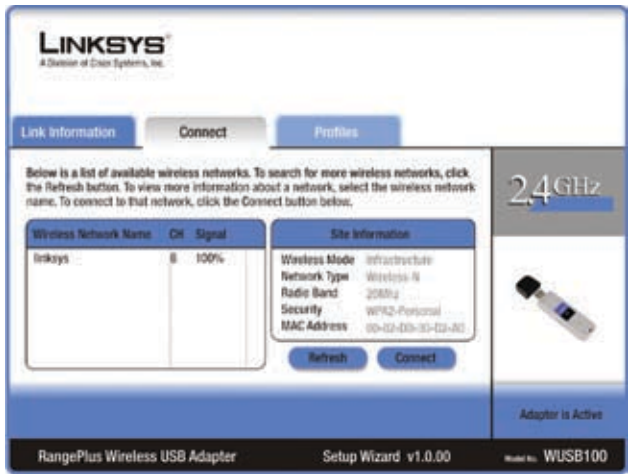 LINKSYS®
A Division of Cisco Systems, Inc.
Link Information
Connect
Profiles
Below is a list of available wireless networks. To search for more wireless networks, click
the Refresh button. To view more information about a network, select the wireless network
name. To connect to that network, click the Connect button below.
2,4GHz
Wireless Network Name CH Signal
linksys 6 100%
Site Information
Wireless Mode Infrastructure
Network Type Wireless-N
Radio Band 20Mhz
Security WPA2-Personal
MAC Address
Refresh
Connect
Adapter is Active
RangePlus Wireless USB Adapter
Setup Wizard v1.0.00
Model No. WUSB100